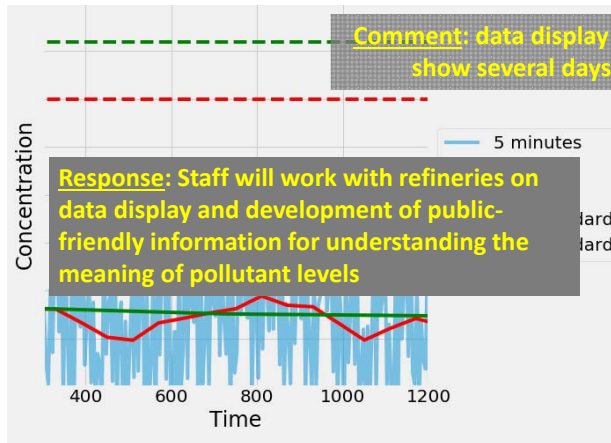 Comment: data display
show several days
Concentration
5 minutes
Response: Staff will work with refineries on
data display and development of public-
friendly information for understanding the
meaning of pollutant levels
400 600 800 1000 1200
Time